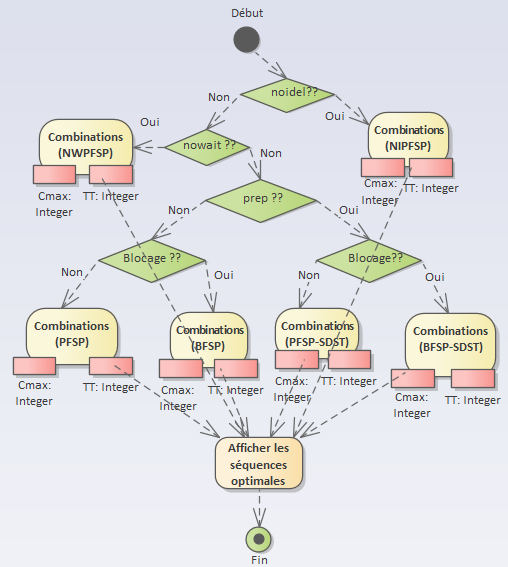 Début
noidel??
Non
Oui
Oui
Combinations
(NWPFSP)
nowait ??
Combinations
(NIPFSP)
Non
Cmax:
Integer
TT: Integer
Cmax:
Integer
TT: Integer
prep ??
Non
Oui
Blocage ??
Blocage??
Non
Oui
Non
Oui
Combinations
(PFSP)
Combinations
(BFSP)
Combinations
(PFSP-SDST)
Combinations
(BFSP-SDST)
Cmax:
Integer
TT: Integer
Cmax:
Integer
TT: Integer
Cmax:
Integer
TT: Integer
Cmax:
Integer
TT: Integer
Afficher les
séquences
optimales
Fin